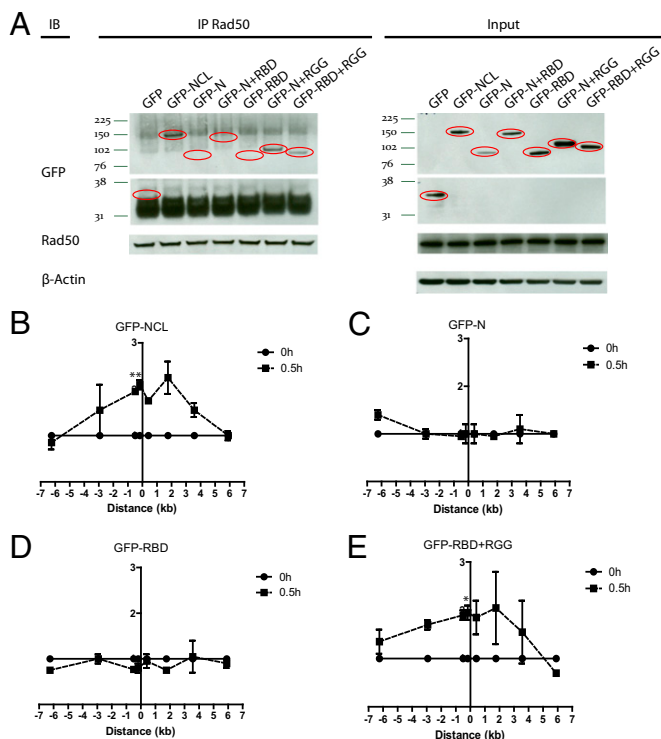 A
IB
IP Rad50
Input
GFP
GFP-NCL
GFP-N
GFP-N+RBD
GFP-RBD
GFP-N+RGG
GFP-RBD+RGG
GFP
GFP-NCL
GFP-N
GFP-N+RBD
GFP-RBD
GFP-N+RGG
GFP-RBD+RGG
GFP
225
150
102
76
38
31
225
150
102
76
38
31
Rad50
β-Actin
B
GFP-NCL
3
**
0h
0.5h
-7 -6 -5 -4 -3 -2 -1 0 1 2 3 4 5 6 7
Distance (kb)
C
GFP-N
3
2
0h
0.5h
-7 -6 -5 -4 -3 -2 -1 0 1 2 3 4 5 6 7
Distance (kb)
D
GFP-RBD
3
2
0h
0.5h
-7 -6 -5 -4 -3 -2 -1 0 1 2 3 4 5 6 7
Distance (kb)
E
GFP-RBD+RGG
3
*
0h
0.5h
-7 -6 -5 -4 -3 -2 -1 0 1 2 3 4 5 6 7
Distance (kb)